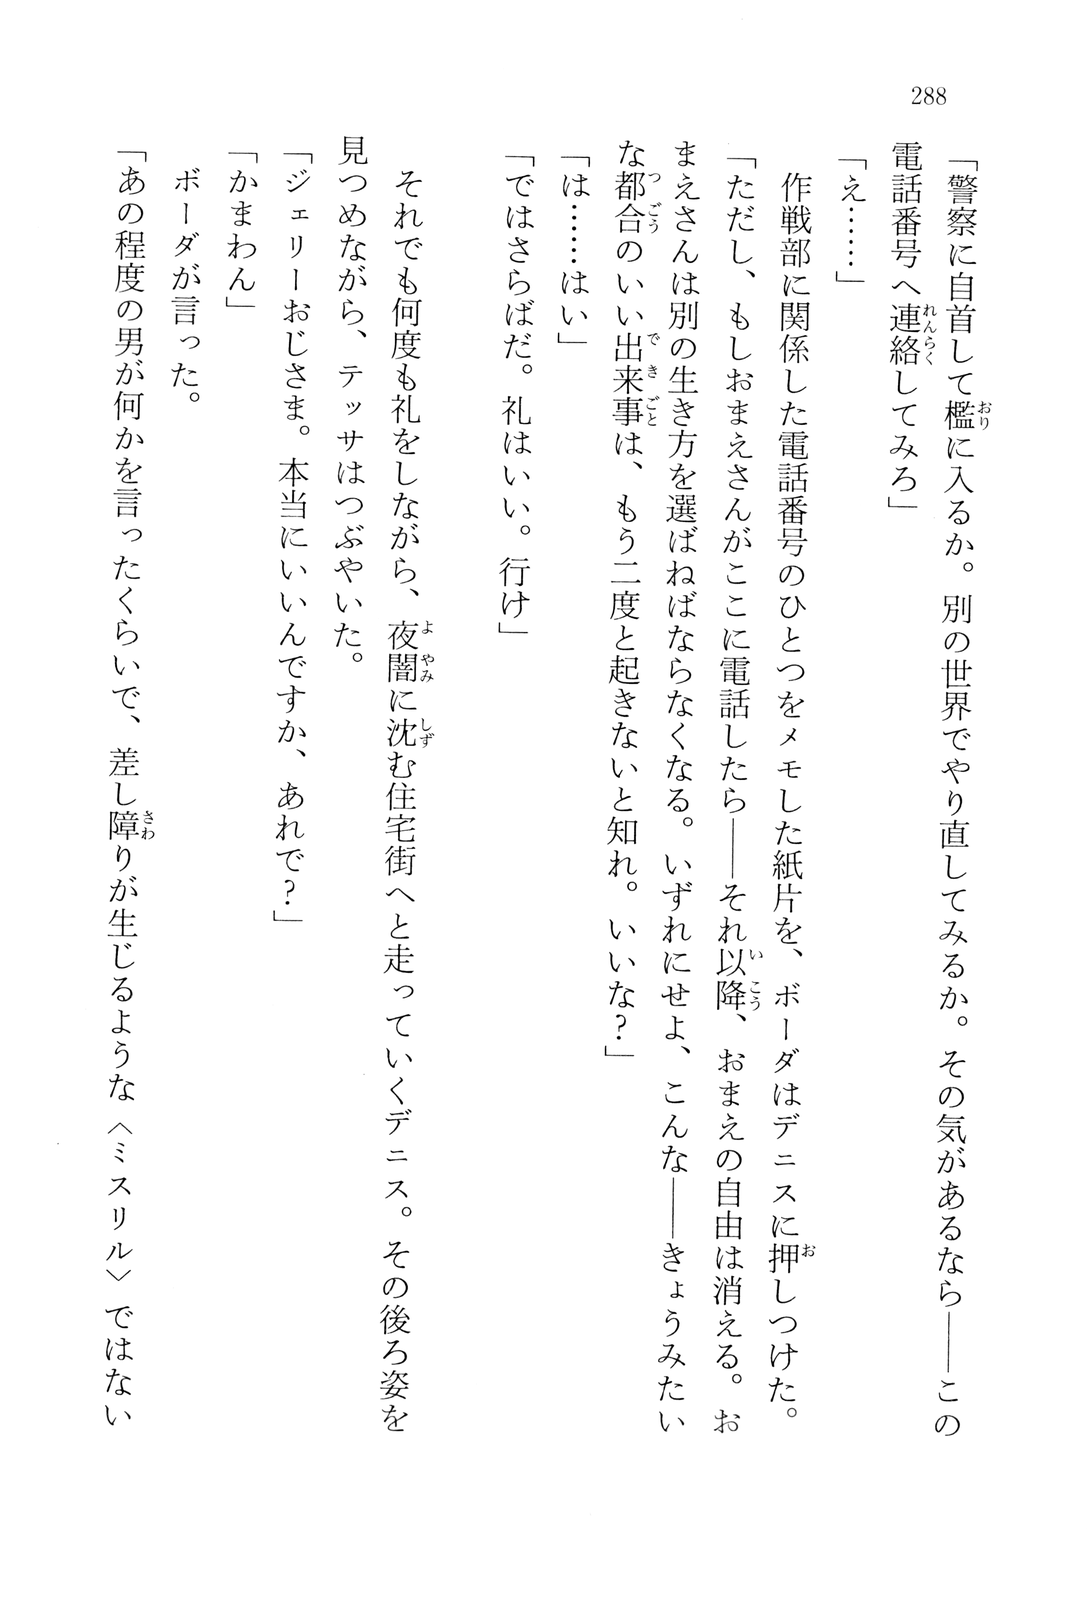 288
「警察に自首して檻に入るか。別の世界でやり直してみるか。その気があるなら――この
電話番号へ連絡してみろ」
「え……」
作戦部に関係した電話番号のひとつをメモした紙片を、ボーダはデニスに押しつけた。
「ただし、もしおまえさんがここに電話したら――それ以降、おまえの自由は消える。お
まえさんは別の生き方を選ばねばならなくなる。いずれにせよ、こんな――きょうみたい
な都合のいい出来事は、もう二度と起きないと知れ。いいな？」
「は……はい」
「ではさらばだ。礼はいい。行け」
それでも何度も礼をしながら、夜闇に沈む住宅街へと走っていくデニス。その後ろ姿を
見つめながら、テッサはつぶやいた。
「ジェリーおじさま。本当にいいんですか、あれで？」
「かまわん」
ボーダが言った。
「あの程度の男が何かを言ったくらいで、差し障りが生じるような〈ミスリル〉ではない